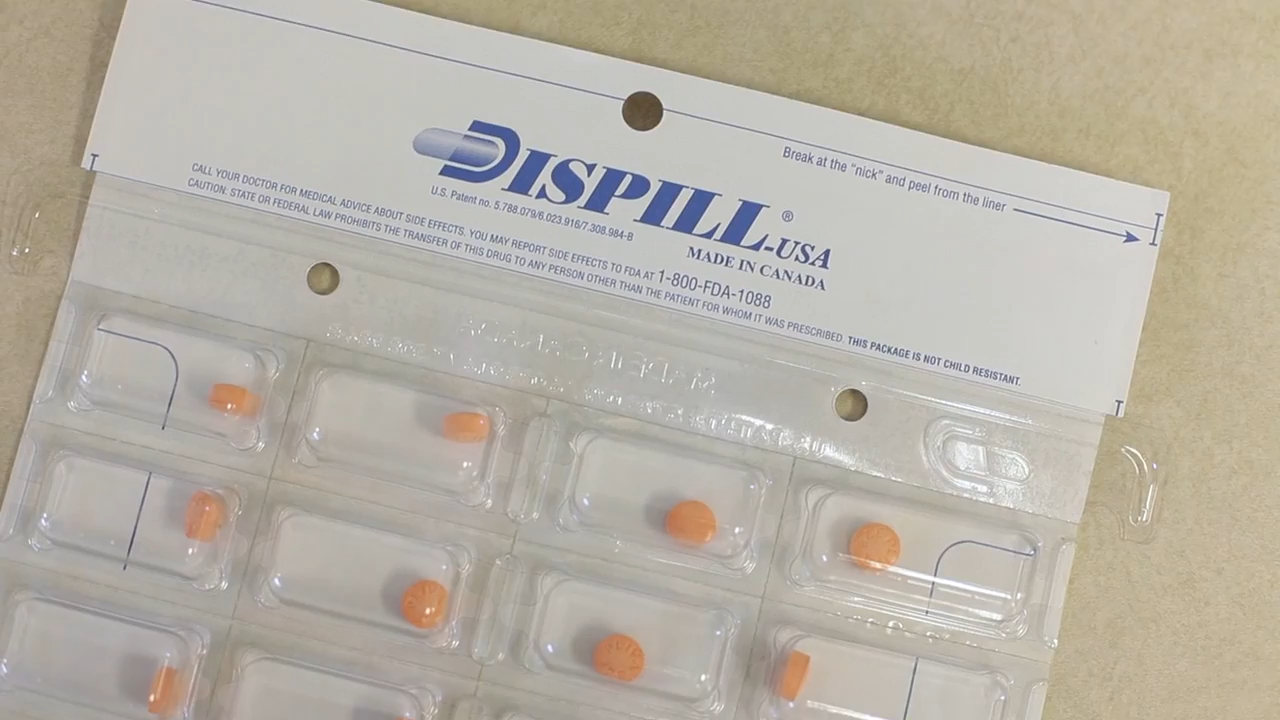 Break at the "nick" and peel from the liner
DISPILL®-USA
U.S. Patent no. 5.788.079/6.023.916/7.308.984-B
MADE IN CANADA
CALL YOUR DOCTOR FOR MEDICAL ADVICE ABOUT SIDE EFFECTS. YOU MAY REPORT SIDE EFFECTS TO FDA AT 1-800-FDA-1088
CAUTION: STATE OR FEDERAL LAW PROHIBITS THE TRANSFER OF THIS DRUG TO ANY PERSON OTHER THAN THE PATIENT FOR WHOM IT WAS PRESCRIBED. THIS PACKAGE IS NOT CHILD RESISTANT.
MADE IN CANADA